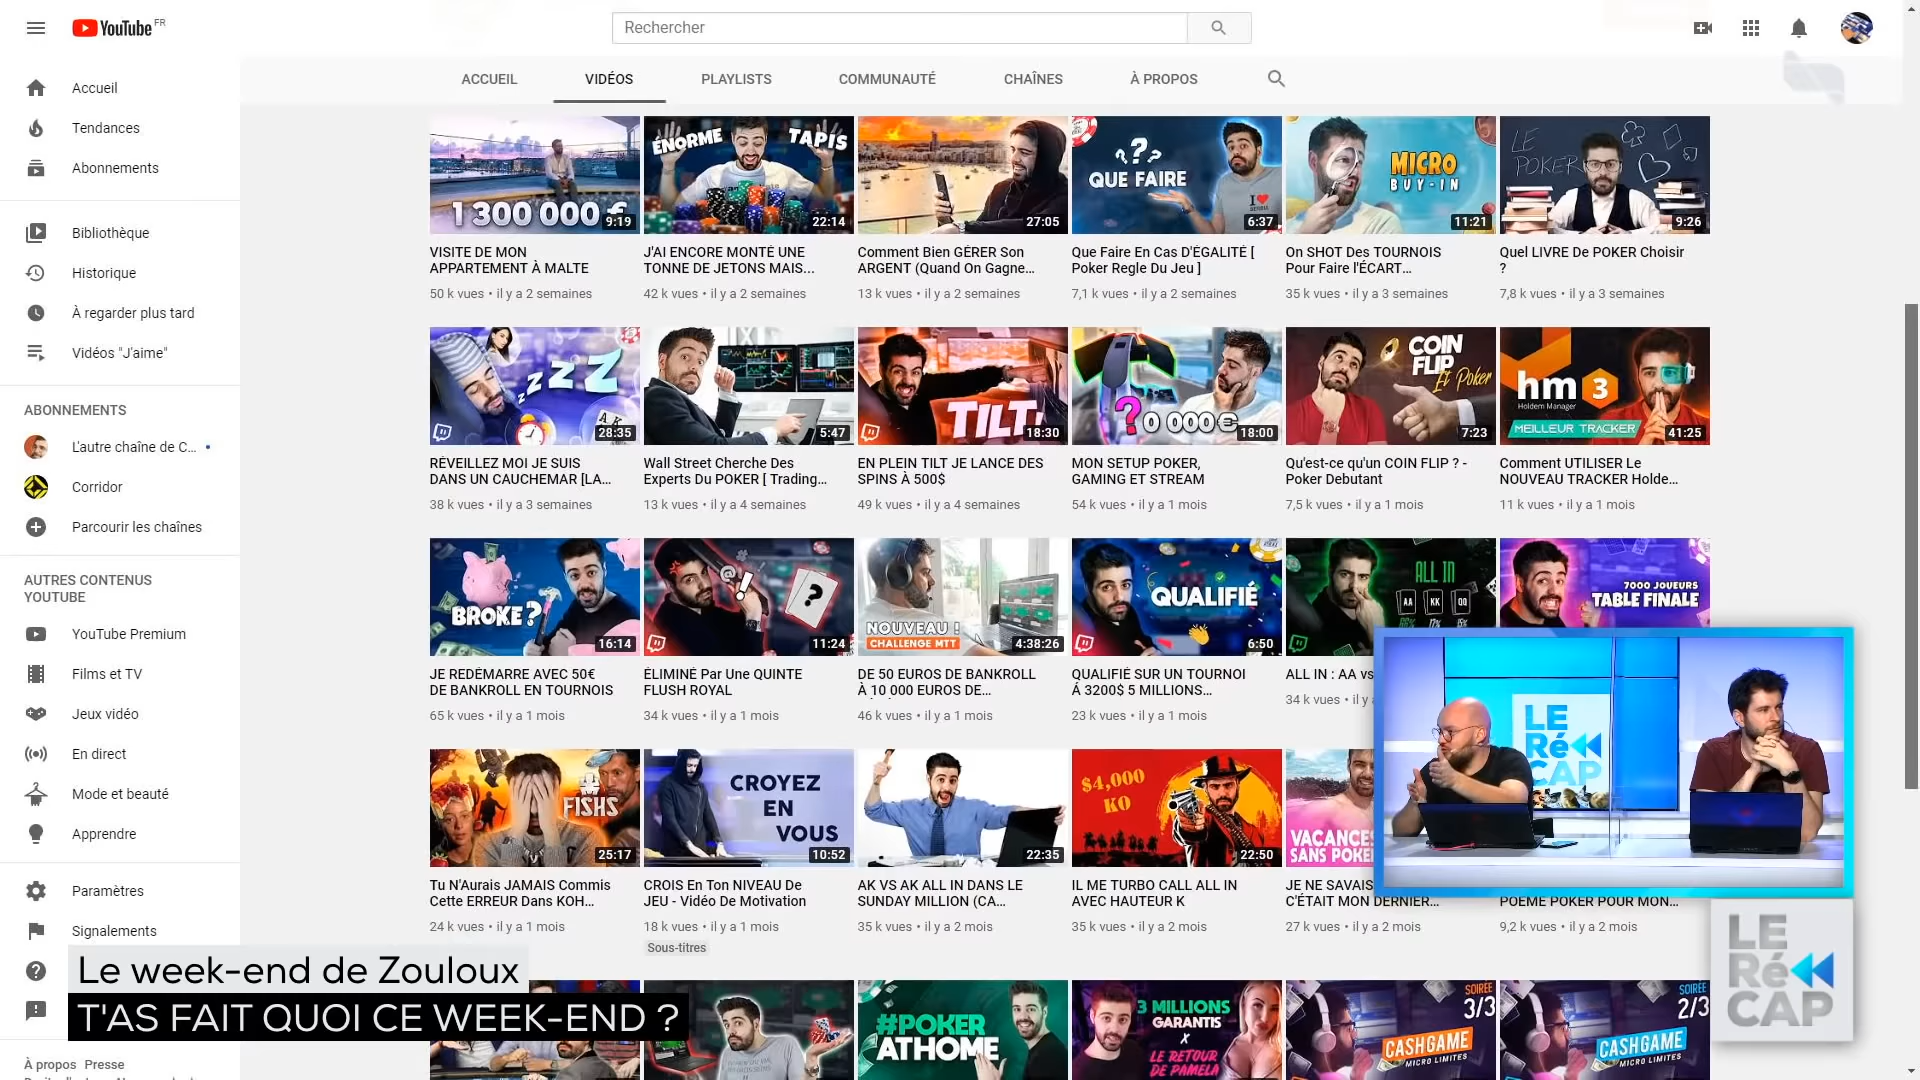 YouTube FR
Rechercher
ACCUEIL VIDÉOS PLAYLISTS COMMUNAUTÉ CHAÎNES À PROPOS
Accueil
Tendances
Abonnements
Bibliothèque
Historique
À regarder plus tard
Vidéos "J'aime"
ABONNEMENTS
L'autre chaîne de C...
Corridor
Parcourir les chaînes
AUTRES CONTENUS
YOUTUBE
YouTube Premium
Films et TV
Jeux vidéo
En direct
Mode et beauté
Apprendre
Paramètres
Signalements
À propos Presse
1 300 000 €
9:19
VISITE DE MON
APPARTEMENT À MALTE
50 k vues • il y a 2 semaines
ÉNORME TAPIS
22:14
J'AI ENCORE MONTÉ UNE
TONNE DE JETONS MAIS...
42 k vues • il y a 2 semaines
27:05
Comment Bien GÉRER Son
ARGENT (Quand On Gagne...
13 k vues • il y a 2 semaines
???
QUE FAIRE
I ♥
SERBIA
6:37
Que Faire En Cas D'ÉGALITÉ [
Poker Regle Du Jeu ]
7,1 k vues • il y a 2 semaines
MICRO
BUY-IN
11:21
On SHOT Des TOURNOIS
Pour Faire l'ÉCART...
35 k vues • il y a 3 semaines
LE
POKER
9:26
Quel LIVRE De POKER Choisir
?
7,8 k vues • il y a 3 semaines
ZZZZ
28:35
RÉVEILLEZ MOI JE SUIS
DANS UN CAUCHEMAR [LA...
38 k vues • il y a 3 semaines
5:47
Wall Street Cherche Des
Experts Du POKER [ Trading...
13 k vues • il y a 4 semaines
TILT
18:30
EN PLEIN TILT JE LANCE DES
SPINS À 500$
49 k vues • il y a 4 semaines
?0 000€
18:00
MON SETUP POKER,
GAMING ET STREAM
54 k vues • il y a 1 mois
COIN
FLIP
Et Poker
7:23
Qu'est-ce qu'un COIN FLIP ? -
Poker Debutant
7,5 k vues • il y a 1 mois
hm 3
Holdem Manager
MEILLEUR TRACKER
41:25
Comment UTILISER Le
NOUVEAU TRACKER Holde...
11 k vues • il y a 1 mois
BROKE?
16:14
JE REDÉMARRE AVEC 50€
DE BANKROLL EN TOURNOIS
65 k vues • il y a 1 mois
@ ! ?
11:24
ÉLIMINÉ Par Une QUINTE
FLUSH ROYAL
34 k vues • il y a 1 mois
NOUVEAU !
CHALLENGE MTT
4:38:26
DE 50 EUROS DE BANKROLL
À 10 000 EUROS DE...
46 k vues • il y a 1 mois
QUALIFIÉ
6:50
QUALIFIÉ SUR UN TOURNOI
Á 3200$ 5 MILLIONS...
23 k vues • il y a 1 mois
ALL IN
AA KK QQ
ALL IN : AA vs
34 k vues • il y
7000 JOUEURS
TABLE FINALE
LE
Ré
CAP
#
FISHS
25:17
Tu N'Aurais JAMAIS Commis
Cette ERREUR Dans KOH...
24 k vues • il y a 1 mois
CROYEZ
EN
VOUS
10:52
CROIS En Ton NIVEAU De
JEU - Vidéo De Motivation
18 k vues • il y a 1 mois
Sous-titres
22:35
AK VS AK ALL IN DANS LE
SUNDAY MILLION (CA...
35 k vues • il y a 2 mois
$4,000
KO
22:50
IL ME TURBO CALL ALL IN
AVEC HAUTEUR K
35 k vues • il y a 2 mois
VACANCES
SANS POKER
JE NE SAVAIS
C'ÉTAIT MON DERNIER...
27 k vues • il y a 2 mois
POEME POKER POUR MON...
9,2 k vues • il y a 2 mois
#POKER
ATHOME
3 MILLIONS
GARANTIS
X
LE RETOUR
DE PAMELA
SOIRÉE
3/3
CASHGAME
MICRO LIMITES
SOIRÉE
2/3
CASHGAME
MICRO LIMITES
LE
Ré
CAP
Le week-end de Zouloux
T'AS FAIT QUOI CE WEEK-END ?